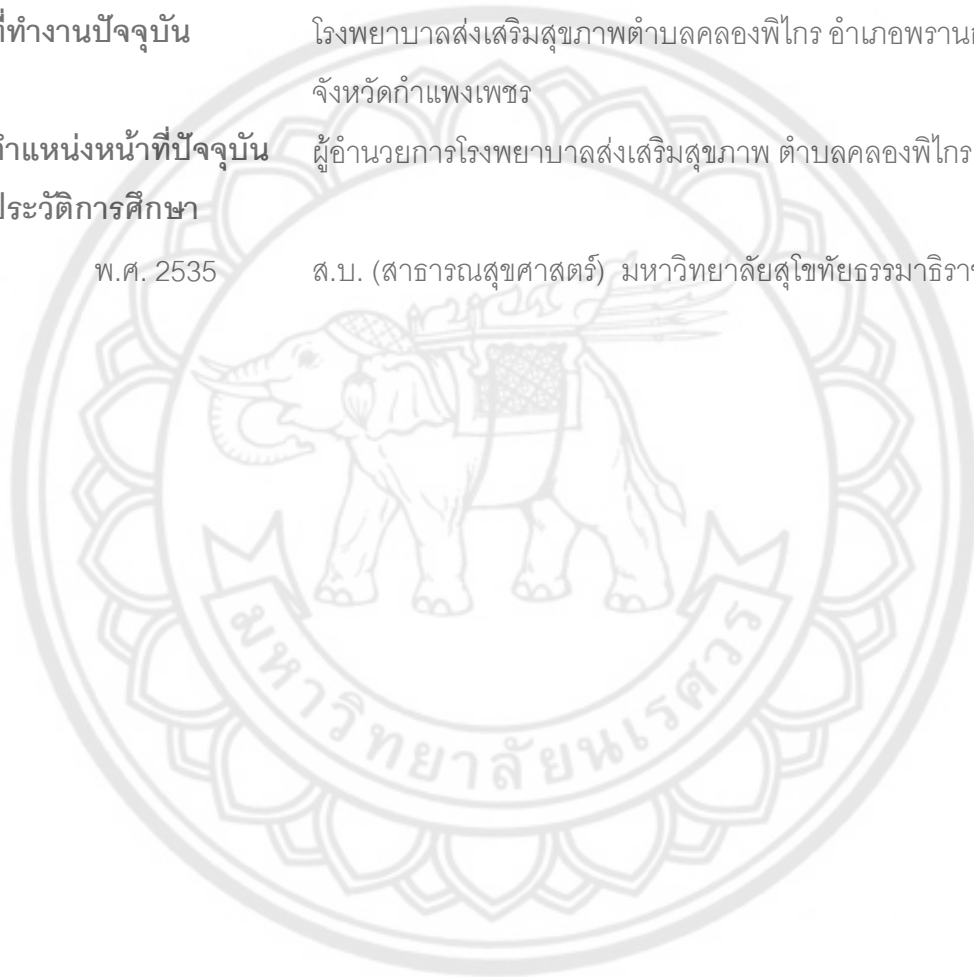 ที่ทำงานปัจจุบัน โรงพยาบาลส่งเสริมสุขภาพตำบลคลองพิไกร อำเภอ
จังหวัดกำแพงเพชร
ตำแหน่งหน้าที่ปัจจุบัน ผู้อำนวยการโรงพยาบาลส่งเสริมสุขภาพ ตำบลคลองพิไกร
ประวัติการศึกษา
พ.ศ. 2535 ส.บ. (สาธารณสุขศาสตร์) มหาวิทยาลัยสุโขทัยธรรมาธิราช
มหาวิทยาลัยนเรศวร